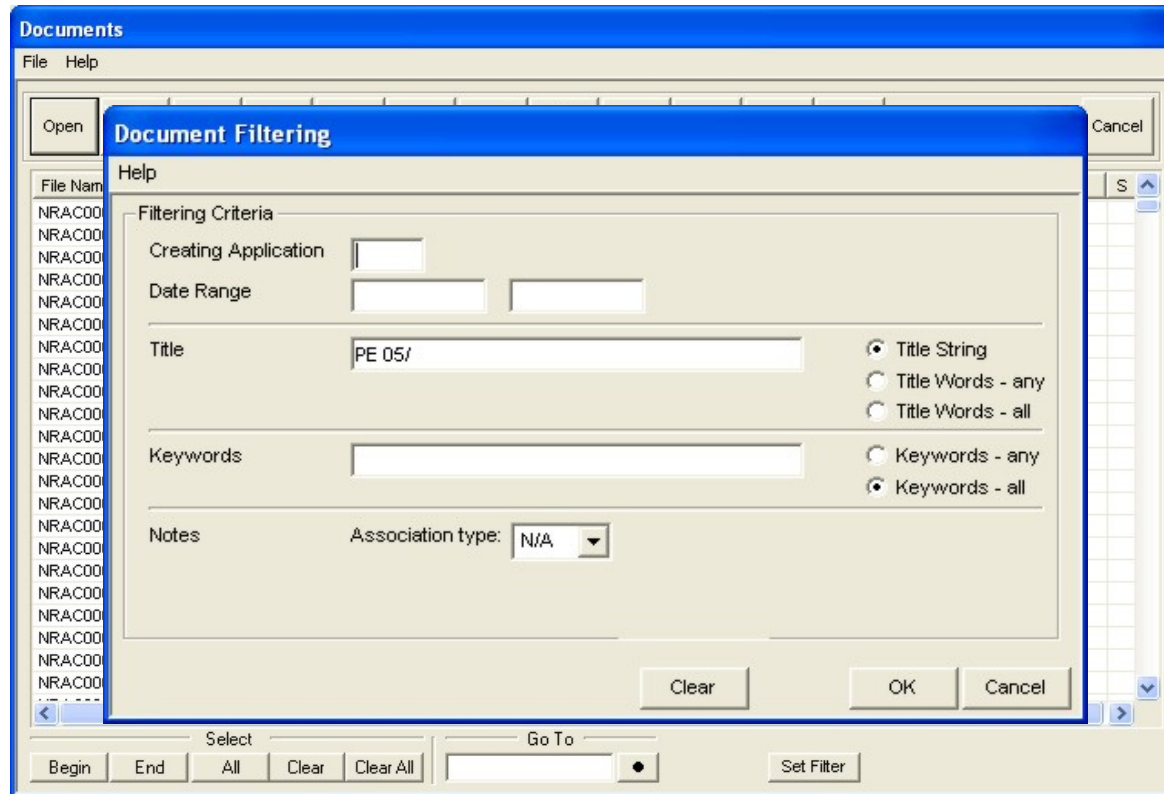 Documents
File Help
Open
Cancel
Document Filtering
Help
File Nam
S
Filtering Criteria
NRAC00
Creating Application
NRAC00
NRAC00
NRAC00
Date Range
NRAC00
NRAC00
Title
PE 05/
Title String
NRAC00
NRAC00
Title Words - any
NRAC00
NRAC00
Title Words - all
NRAC00
Keywords
Keywords - any
NRAC00
NRAC00
Keywords - all
NRAC00
Notes
Association type:
N/A
NRAC00
NRAC00
NRAC00
NRAC00
NRAC00
NRAC00
NRAC00
NRAC00
Clear
OK
Cancel
Select
Go To
Begin
End
All
Clear
Clear All
Set Filter